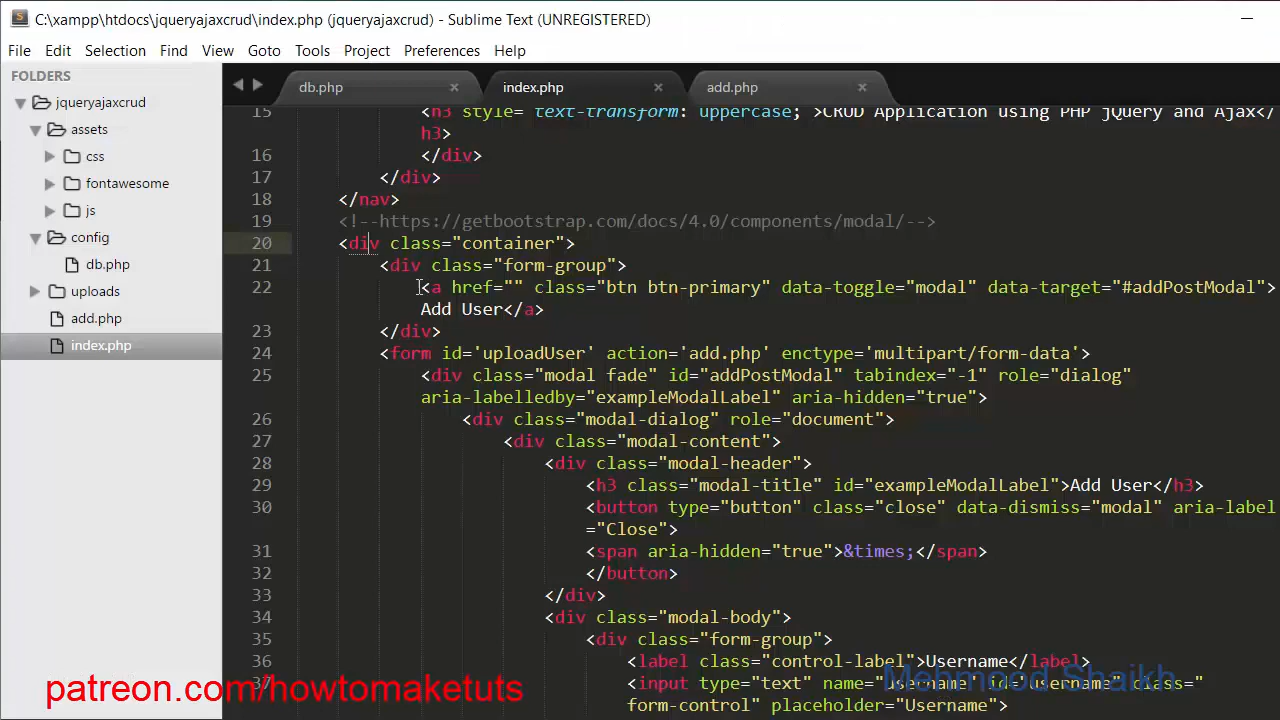 C:\xampp\htdocs\jqueryajaxcrud\index.php (jqueryajaxcrud) - Sublime Text (UNREGISTERED)
File Edit Selection Find View Goto Tools Project Preferences Help
FOLDERS
jqueryajaxcrud
assets
css
fontawesome
js
config
db.php
uploads
add.php
index.php
db.php × index.php × add.php ×
15 <h3 style= text-transform: uppercase; >CRUD Application using PHP jQuery and Ajax</
h3>
16 </div>
17 </div>
18 </nav>
19 <!--https://getbootstrap.com/docs/4.0/components/modal/-->
20 <div class="container">
21 <div class="form-group">
22 <a href="" class="btn btn-primary" data-toggle="modal" data-target="#addPostModal">
Add User</a>
23 </div>
24 <form id='uploadUser' action='add.php' enctype='multipart/form-data'>
25 <div class="modal fade" id="addPostModal" tabindex="-1" role="dialog"
aria-labelledby="exampleModalLabel" aria-hidden="true">
26 <div class="modal-dialog" role="document">
27 <div class="modal-content">
28 <div class="modal-header">
29 <h3 class="modal-title" id="exampleModalLabel">Add User</h3>
30 <button type="button" class="close" data-dismiss="modal" aria-label
="Close">
31 <span aria-hidden="true">&times;</span>
32 </button>
33 </div>
34 <div class="modal-body">
35 <div class="form-group">
36 <label class="control-label">Username</label>
37 <input type="text" name="username" id="username" class="
form-control" placeholder="Username">
patreon.com/howtomaketuts
Mehmood Shaikh